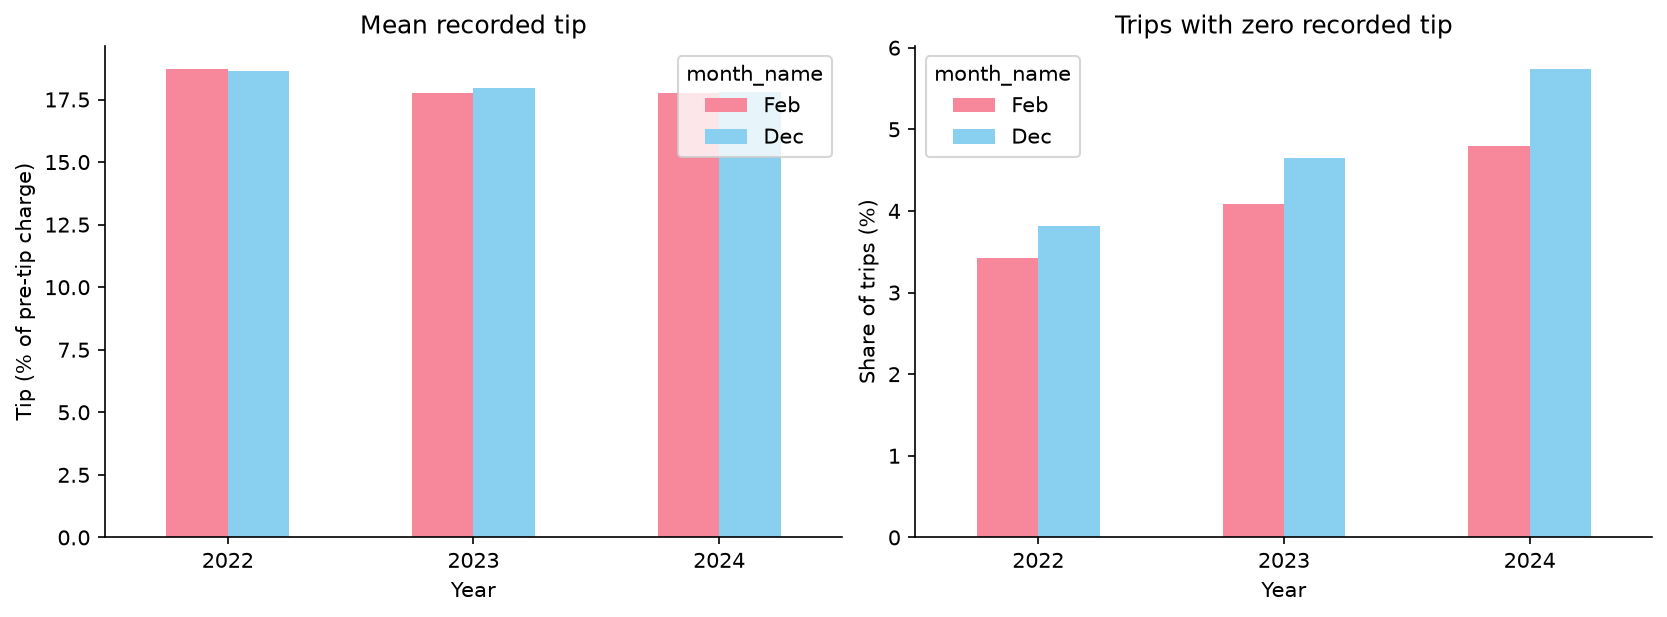 Mean recorded tip
Tip (% of pre-tip charge)
17.5
15.0
12.5
10.0
7.5
5.0
2.5
0.0
month_name
Feb
Dec
2022
2023
2024
Year
Trips with zero recorded tip
Share of trips (%)
6
5
4
3
2
1
0
month_name
Feb
Dec
2022
2023
2024
Year